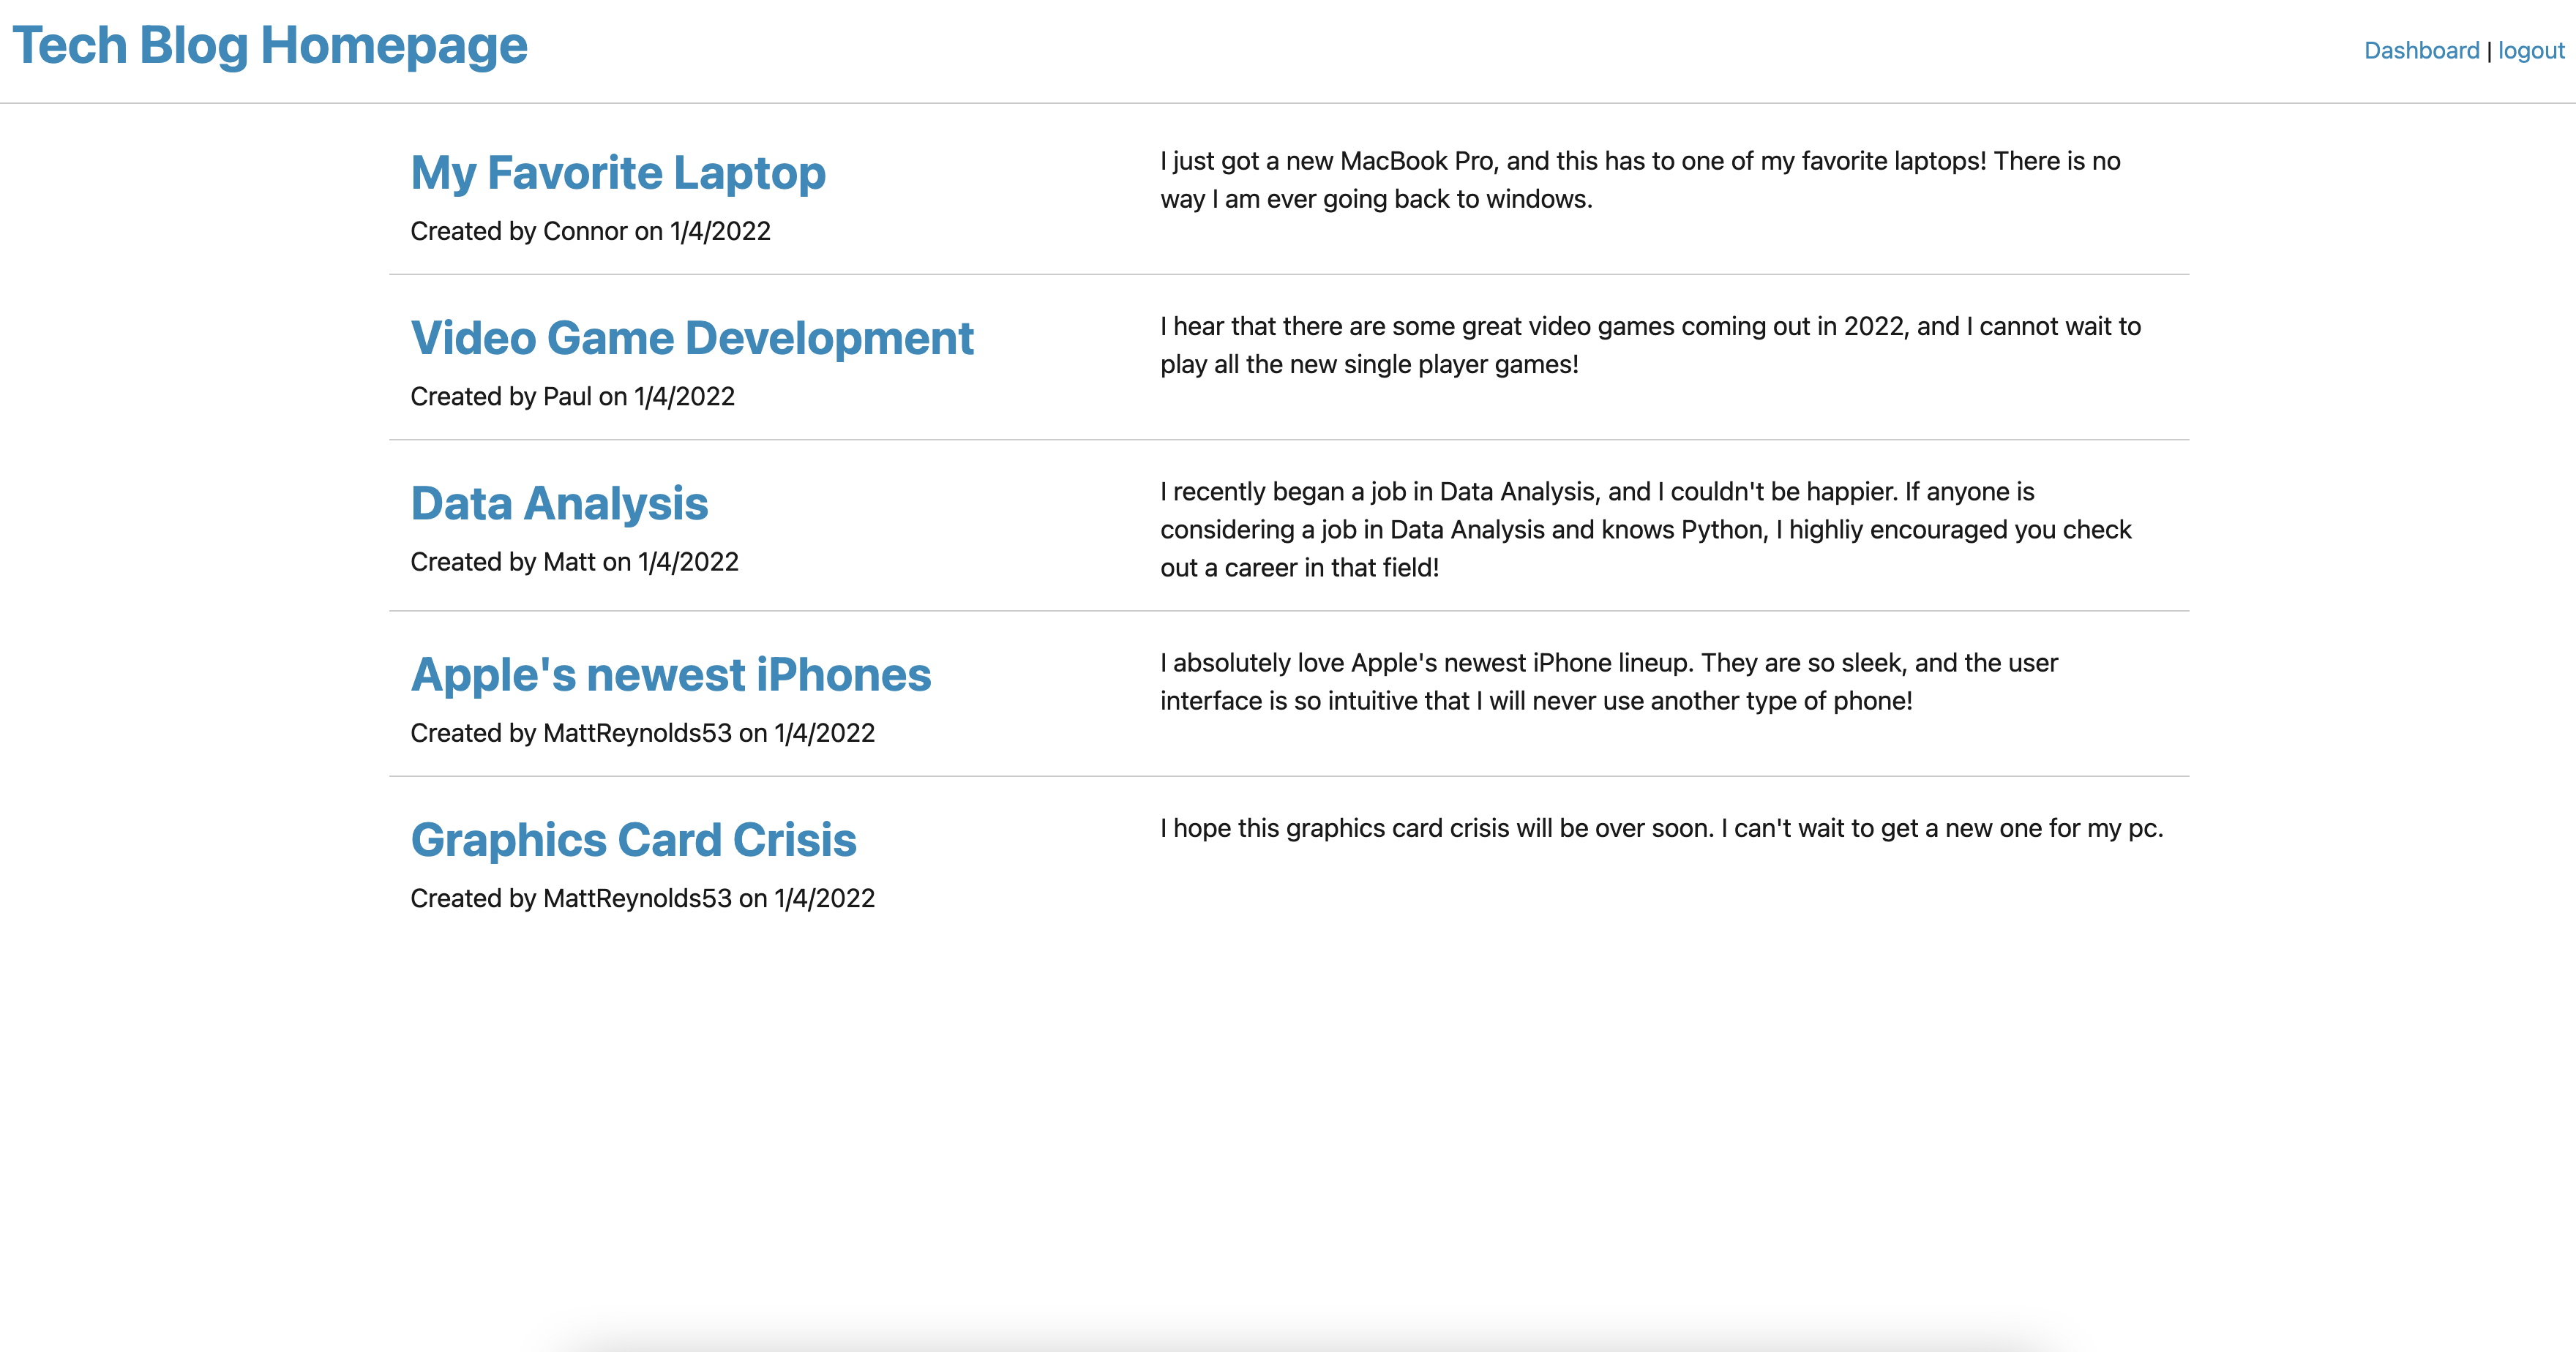 Tech Blog Homepage
Dashboard | logout
My Favorite Laptop
Created by Connor on 1/4/2022
I just got a new MacBook Pro, and this has to one of my favorite laptops! There is no
way I am ever going back to windows.
Video Game Development
Created by Paul on 1/4/2022
I hear that there are some great video games coming out in 2022, and I cannot wait to
play all the new single player games!
Data Analysis
Created by Matt on 1/4/2022
I recently began a job in Data Analysis, and I couldn't be happier. If anyone is
considering a job in Data Analysis and knows Python, I highliy encouraged you check
out a career in that field!
Apple's newest iPhones
Created by MattReynolds53 on 1/4/2022
I absolutely love Apple's newest iPhone lineup. They are so sleek, and the user
interface is so intuitive that I will never use another type of phone!
Graphics Card Crisis
Created by MattReynolds53 on 1/4/2022
I hope this graphics card crisis will be over soon. I can't wait to get a new one for my pc.